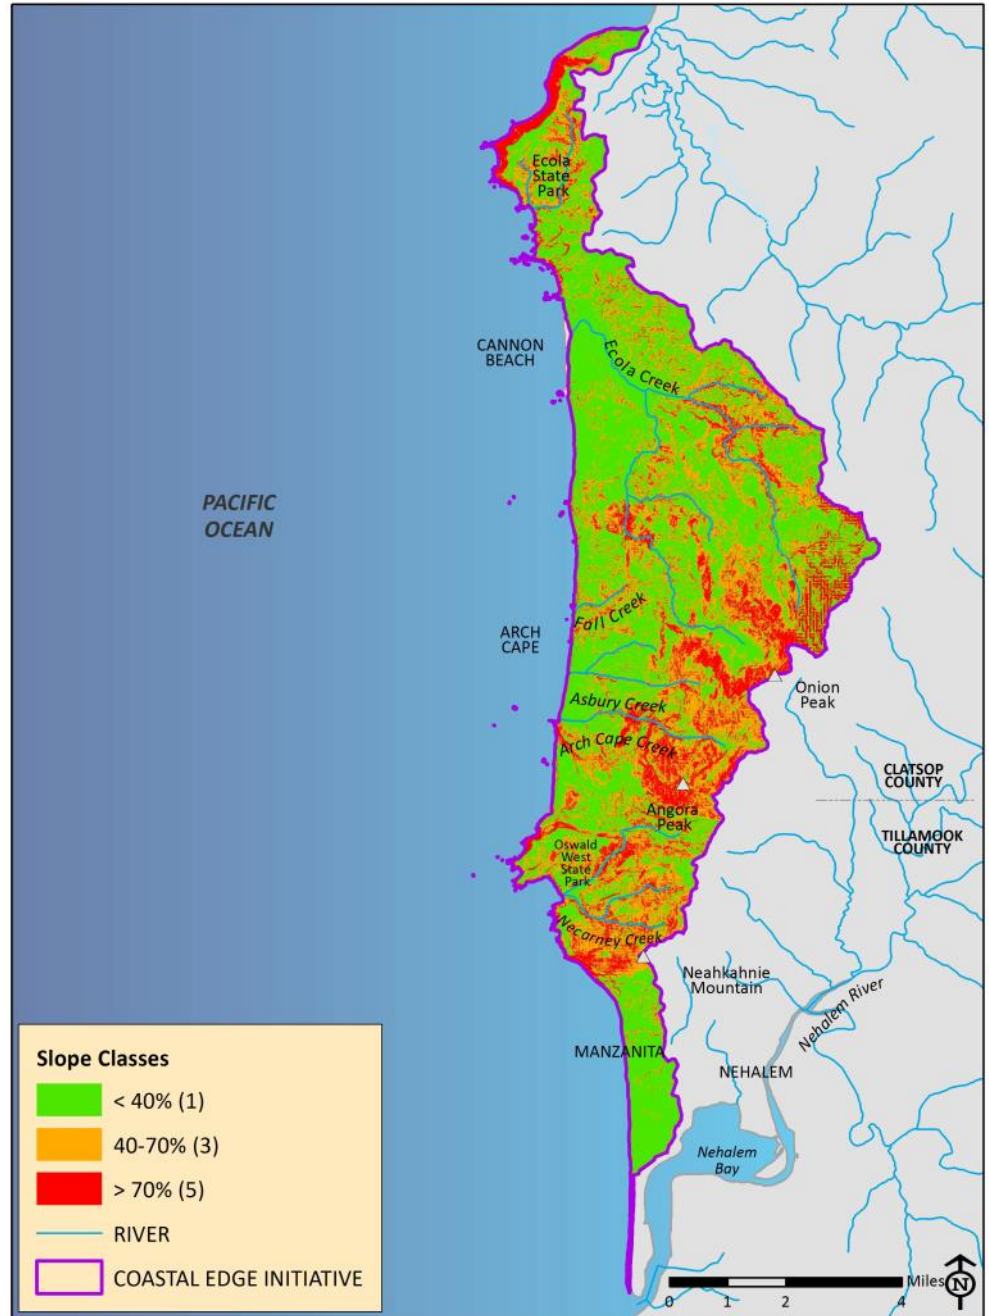 Ecola
State
Park
CANNON
BEACH
Ecola Creek
PACIFIC
OCEAN
Fall Creek
ARCH
CAPE
Onion
Peak
Asbury Creek
Arch Cape Creek
CLATSOP
COUNTY
Angora
Peak
TILLAMOOK
COUNTY
Oswald
West
State
Park
Necarney Creek
Neahkahnie
Mountain
Nehalem River
MANZANITA
NEHALEM
Nehalem
Bay
Slope Classes
< 40% (1)
40-70% (3)
> 70% (5)
RIVER
COASTAL EDGE INITIATIVE
Miles
0 1 2 4
N